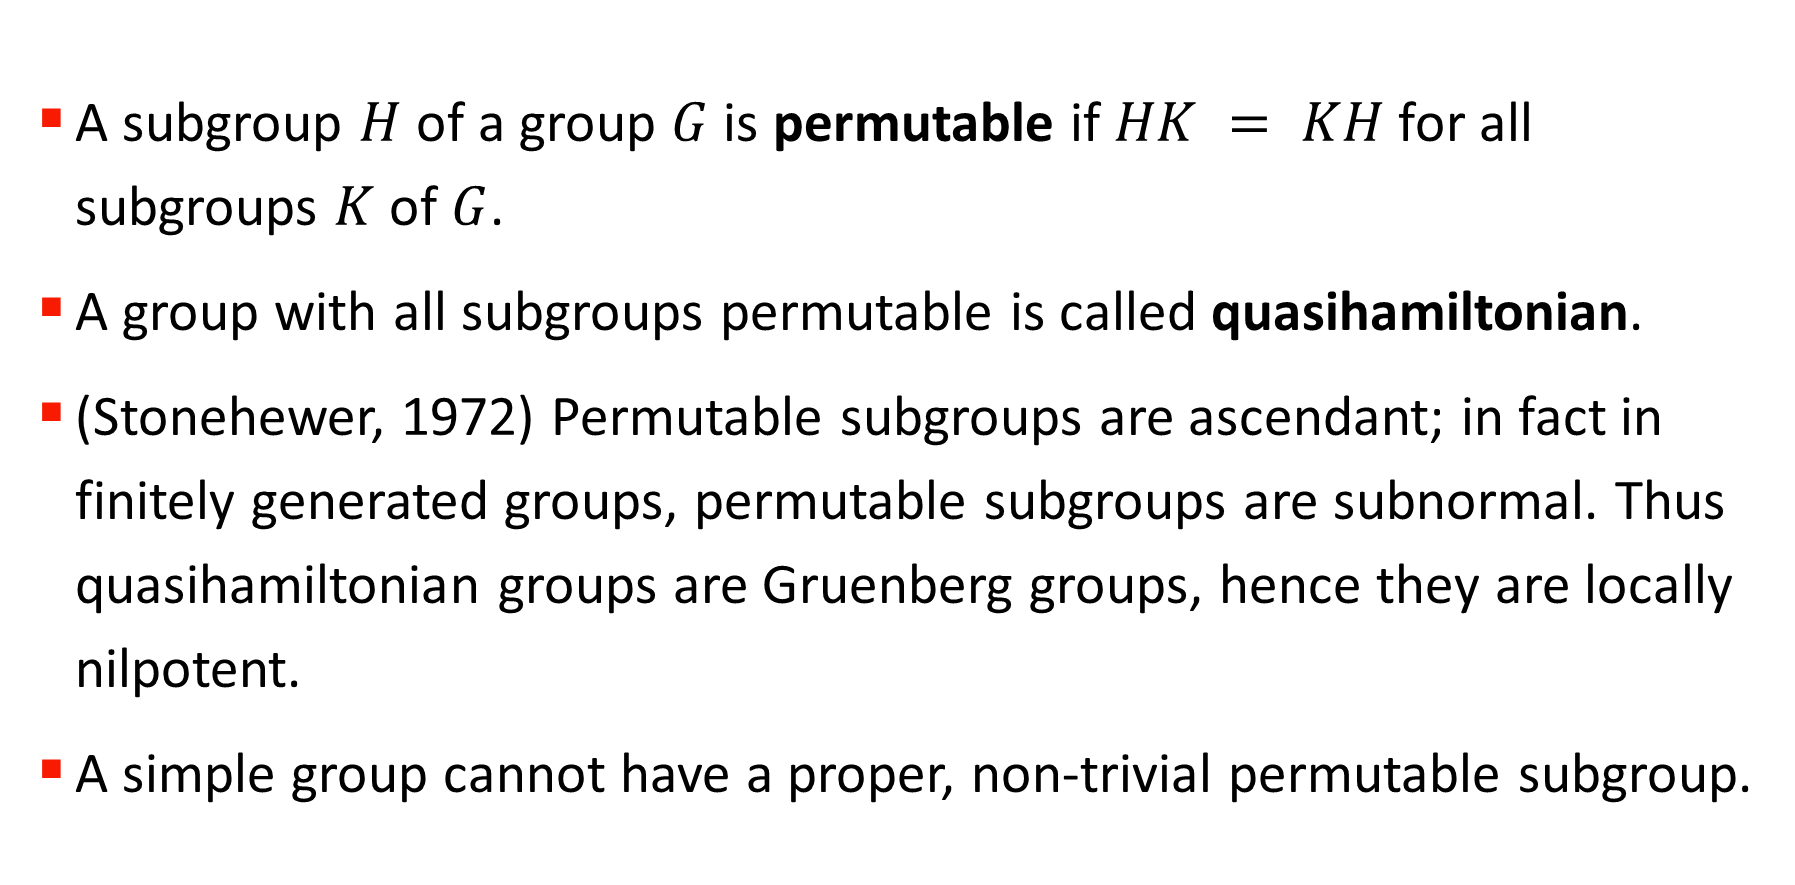 ▪ A subgroup 𝐻 of a group 𝐺 is permutable if 𝐻𝐾 = 𝐾𝐻 for all
subgroups 𝐾 of 𝐺.
▪ A group with all subgroups permutable is called quasihamiltonian.
▪ (Stonehewer, 1972) Permutable subgroups are ascendant; in fact in
finitely generated groups, permutable subgroups are subnormal. Thus
quasihamiltonian groups are Gruenberg groups, hence they are locally
nilpotent.
▪ A simple group cannot have a proper, non-trivial permutable subgroup.